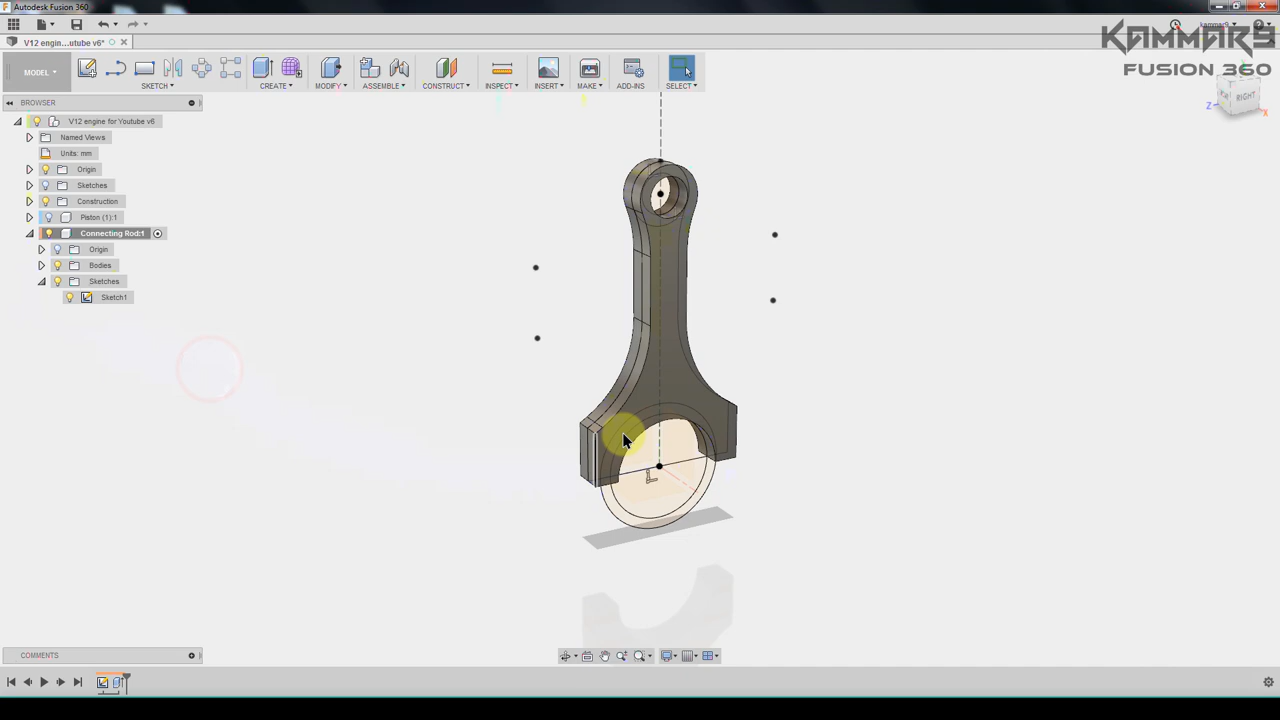 Autodesk Fusion 360
kammar9
KAMMAR9
FUSION 360
V12 engin...utube v6*
MODEL
SKETCH
CREATE
MODIFY
ASSEMBLE
CONSTRUCT
INSPECT
INSERT
MAKE
ADD-INS
SELECT
RIGHT
Z
X
BROWSER
V12 engine for Youtube v6
Named Views
Units: mm
Origin
Sketches
Construction
Piston (1):1
Connecting Rod:1
Origin
Bodies
Sketches
Sketch1
COMMENTS